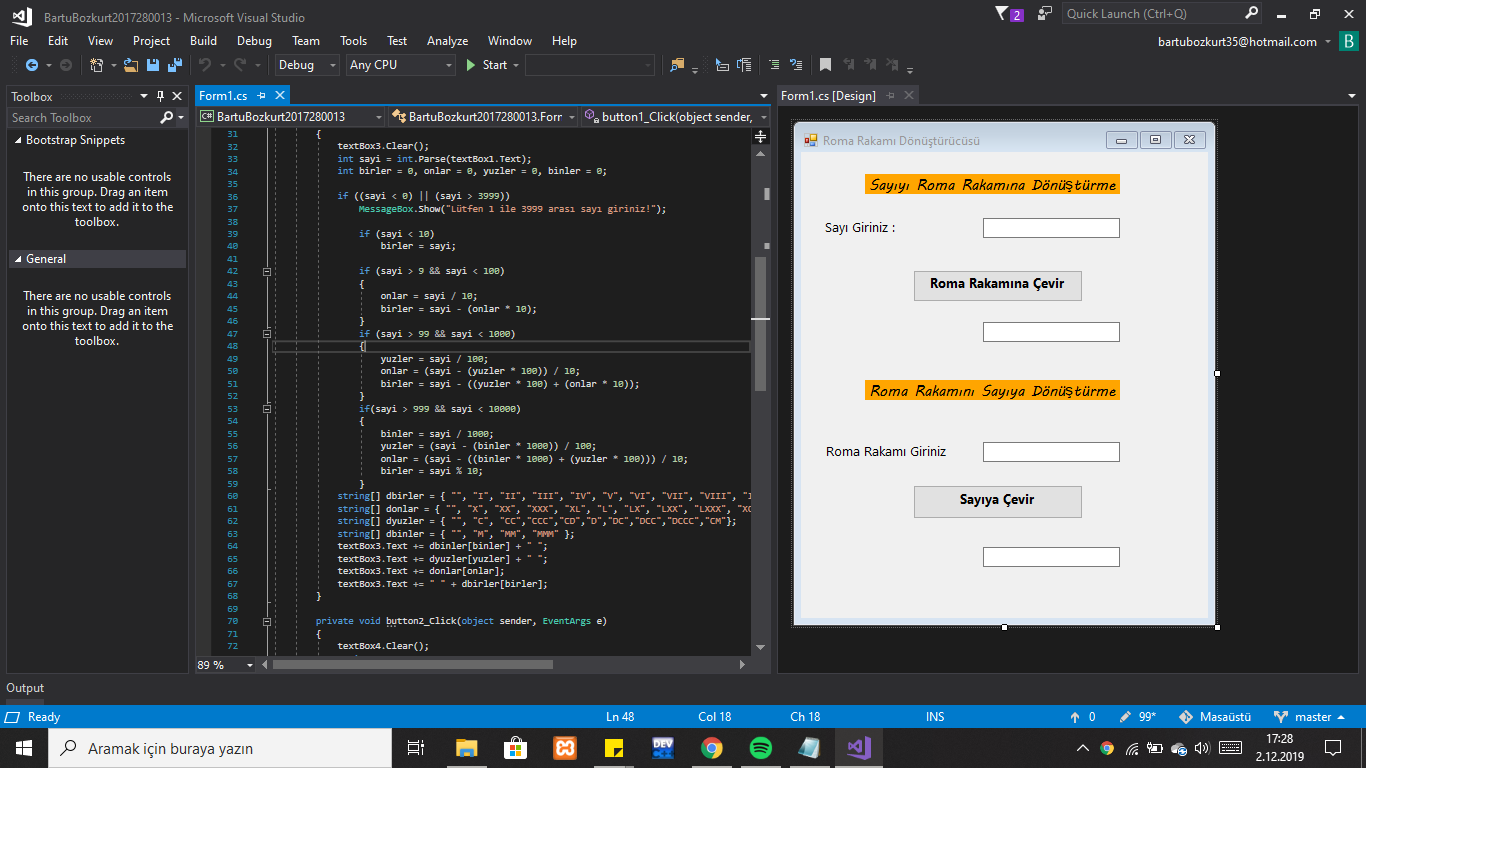 BartuBozkurt2017280013 - Microsoft Visual Studio
2
Quick Launch (Ctrl+Q)
File Edit View Project Build Debug Team Tools Test Analyze Window Help
bartubozkurt35@hotmail.com B
Debug Any CPU Start
Toolbox
Search Toolbox
Bootstrap Snippets
There are no usable controls
in this group. Drag an item
onto this text to add it to the
toolbox.
General
There are no usable controls
in this group. Drag an item
onto this text to add it to the
toolbox.
Form1.cs
C# BartuBozkurt2017280013 BartuBozkurt2017280013.Forr button1_Click(object sender,
31 {
32 textBox3.Clear();
33 int sayi = int.Parse(textBox1.Text);
34 int birler = 0, onlar = 0, yuzler = 0, binler = 0;
35
36 if ((sayi < 0) || (sayi > 3999))
37 MessageBox.Show("Lütfen 1 ile 3999 arası sayı giriniz!");
38
39 if (sayi < 10)
40 birler = sayi;
41
42 if (sayi > 9 && sayi < 100)
43 {
44 onlar = sayi / 10;
45 birler = sayi - (onlar * 10);
46 }
47 if (sayi > 99 && sayi < 1000)
48 {
49 yuzler = sayi / 100;
50 onlar = (sayi - (yuzler * 100)) / 10;
51 birler = sayi - ((yuzler * 100) + (onlar * 10));
52 }
53 if(sayi > 999 && sayi < 10000)
54 {
55 binler = sayi / 1000;
56 yuzler = (sayi - (binler * 1000)) / 100;
57 onlar = (sayi - ((binler * 1000) + (yuzler * 100))) / 10;
58 birler = sayi % 10;
59 }
60 string[] dbirler = { "", "I", "II", "III", "IV", "V", "VI", "VII", "VIII", "I
61 string[] donlar = { "", "X", "XX", "XXX", "XL", "L", "LX", "LXX", "LXXX", "XC
62 string[] dyuzler = { "", "C", "CC","CCC","CD","D","DC","DCC","DCCC","CM"};
63 string[] dbinler = { "", "M", "MM", "MMM" };
64 textBox3.Text += dbinler[binler] + " ";
65 textBox3.Text += dyuzler[yuzler] + " ";
66 textBox3.Text += donlar[onlar];
67 textBox3.Text += " " + dbirler[birler];
68 }
69
70 private void button2_Click(object sender, EventArgs e)
71 {
72 textBox4.Clear();
89 %
Form1.cs [Design]
Roma Rakamı Dönüştürücüsü
Sayıyı Roma Rakamına Dönüştürme
Sayı Giriniz :
Roma Rakamına Çevir
Roma Rakamını Sayıya Dönüştürme
Roma Rakamı Giriniz
Sayıya Çevir
Output
Ready Ln 48 Col 18 Ch 18 INS 0 99* Masaüstü master
Aramak için buraya yazın
DEV
17:28
2.12.2019